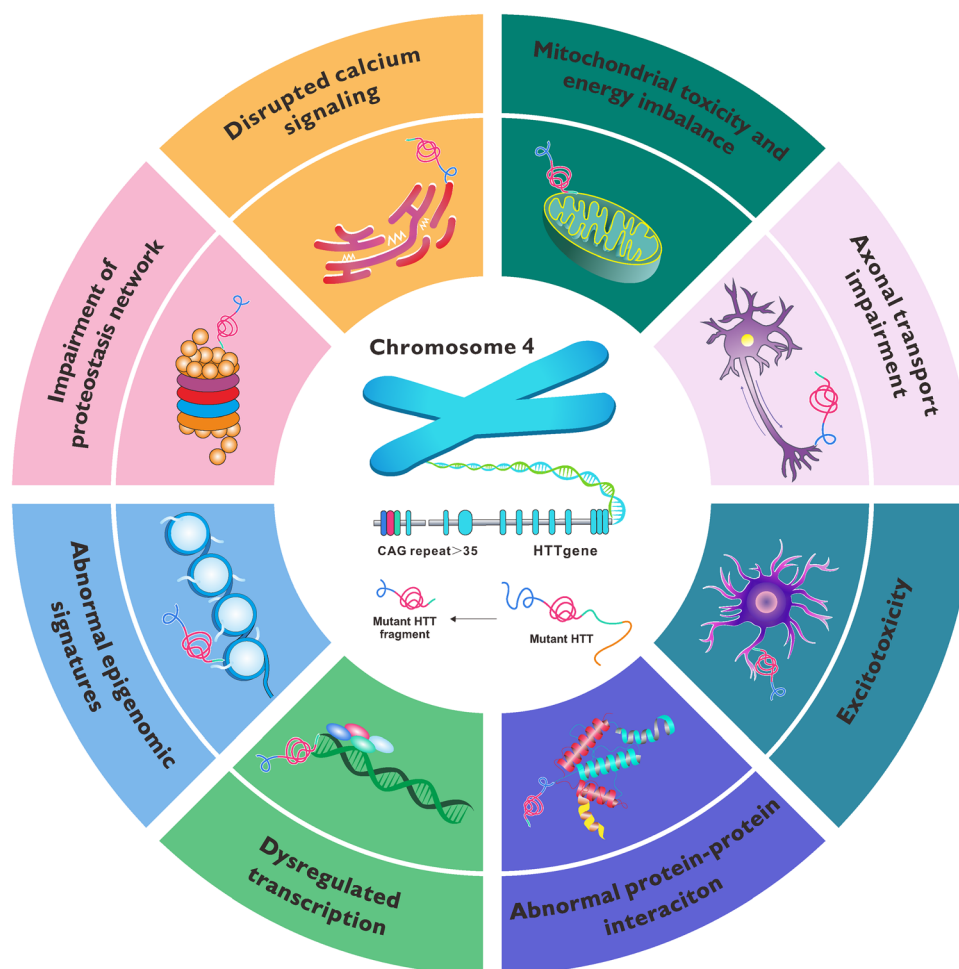 Disrupted calcium
signaling
Mitochondrial toxicity and
energy imbalance
Axonal transport
impairment
Excitotoxicity
Abnormal protein-protein
interaciton
Dysregulated
transcription
Abnormal epigenomic
signatures
Impairment of
proteostasis network
Chromosome 4
CAG repeat>35
HTTgene
Mutant HTT
fragment
Mutant HTT